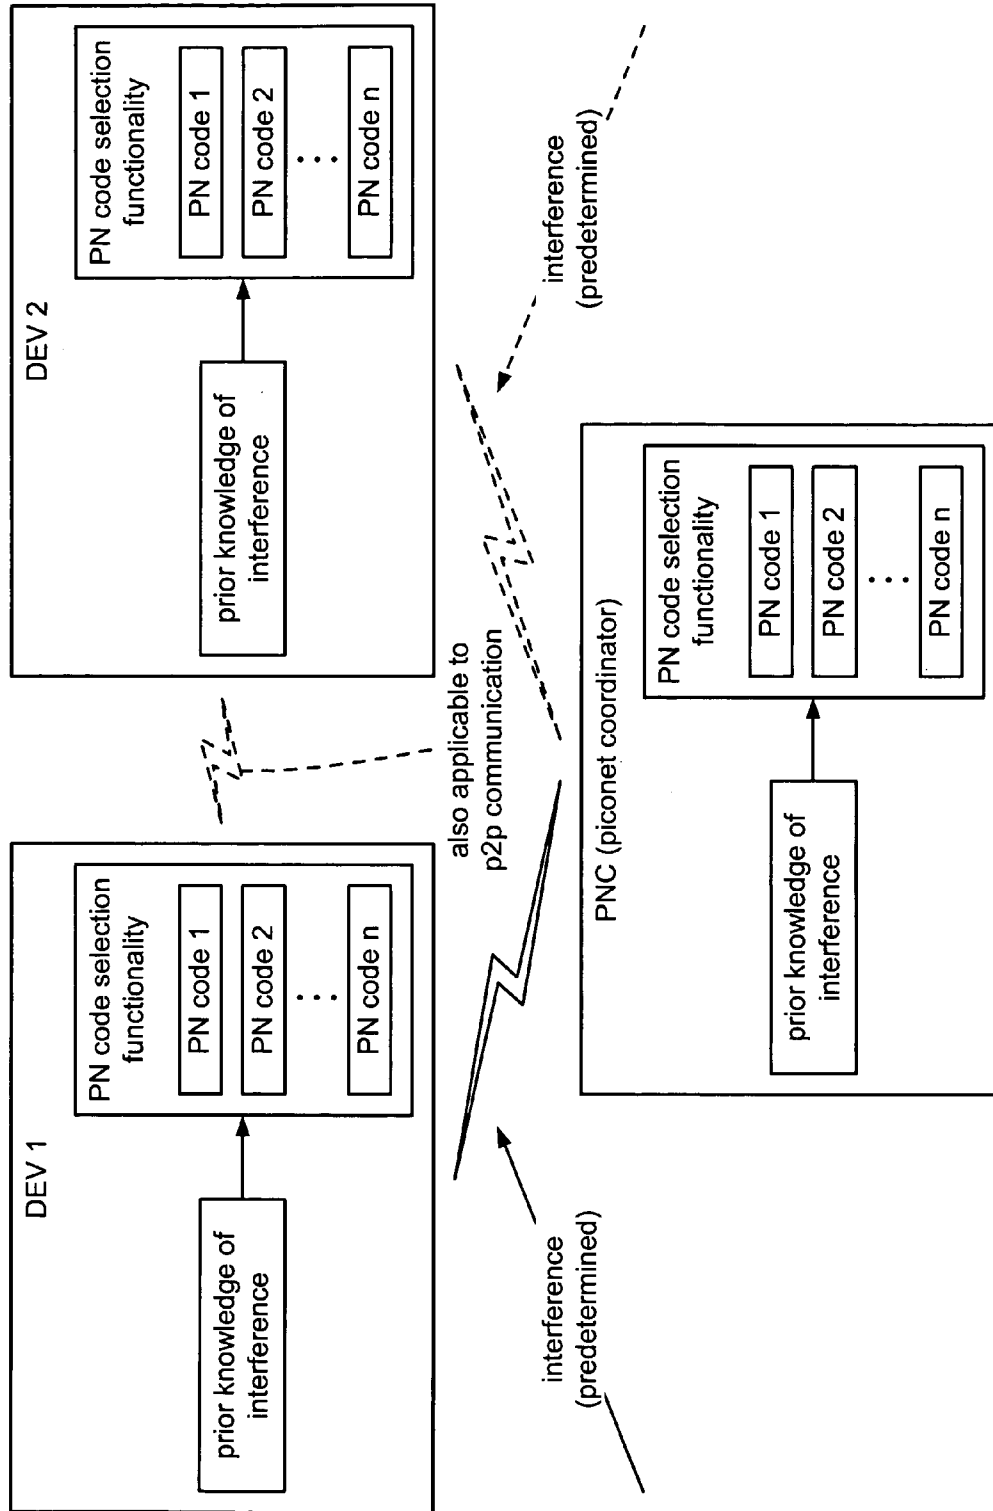 DEV 1
prior knowledge of
interference
PN code selection
functionality
PN code 1
PN code 2
PN code n
DEV 2
prior knowledge of
interference
PN code selection
functionality
PN code 1
PN code 2
PN code n
also applicable to
p2p communication
interference
(predetermined)
interference
(predetermined)
PNC (piconet coordinator)
prior knowledge of
interference
PN code selection
functionality
PN code 1
PN code 2
PN code n